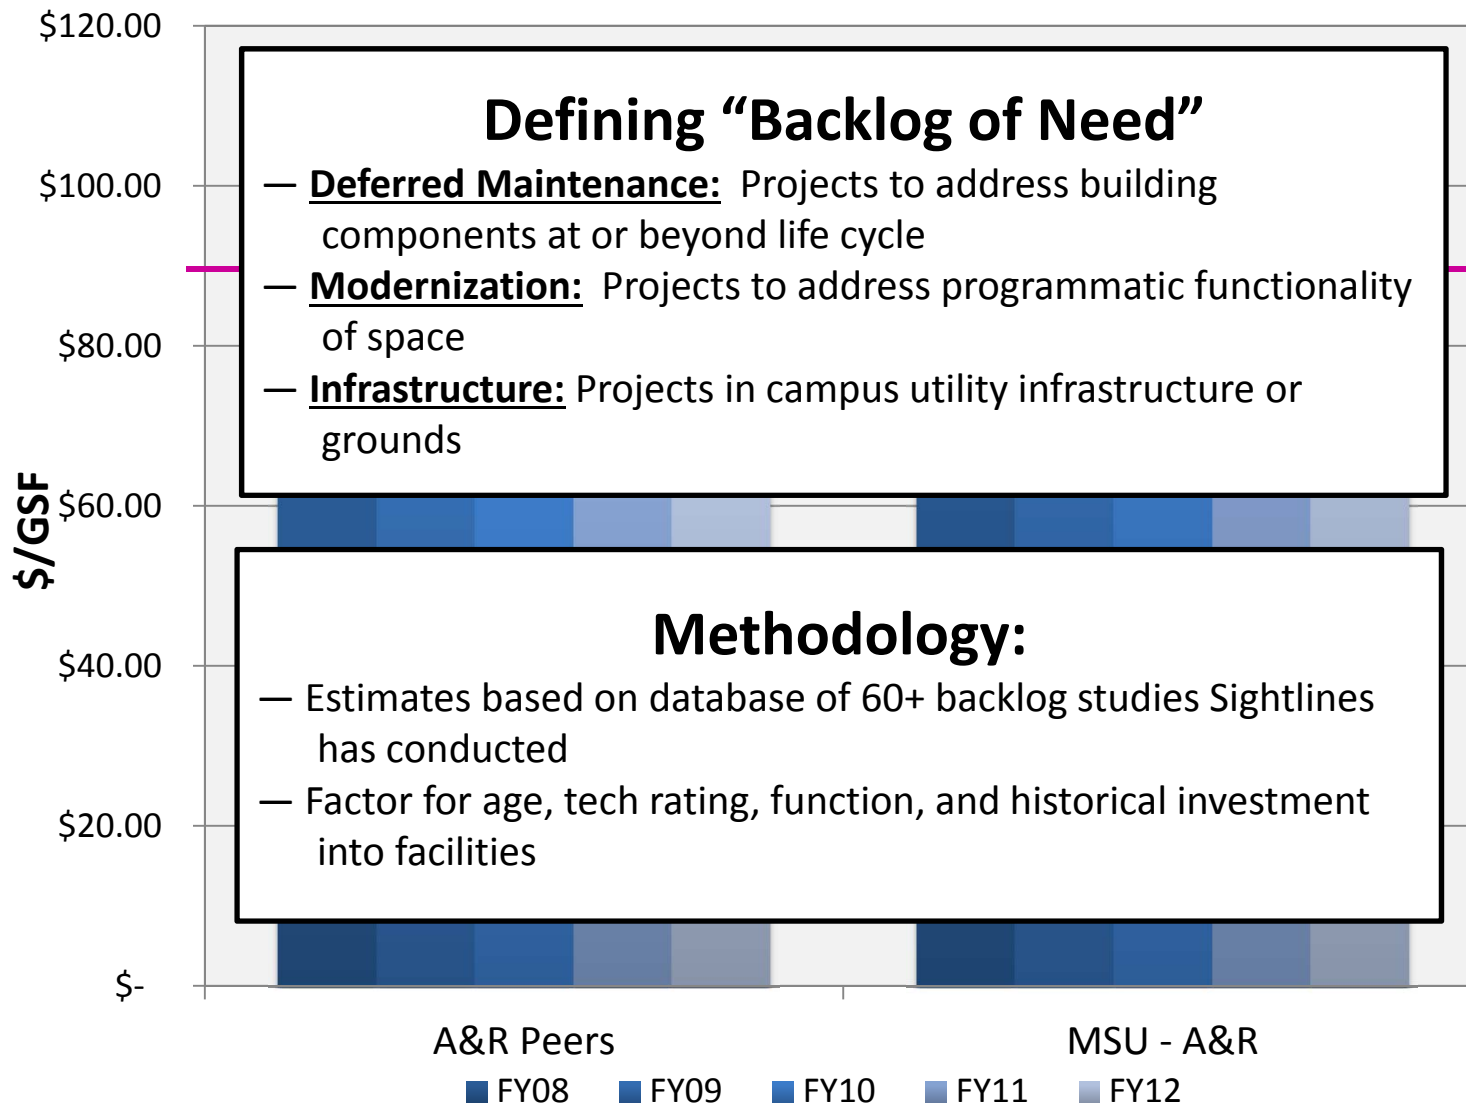 $120.00
Defining “Backlog of Need”
$100.00
— Deferred Maintenance: Projects to address building
components at or beyond life cycle
— Modernization: Projects to address programmatic functionality
of space
$80.00
— Infrastructure: Projects in campus utility infrastructure or
grounds
$/GSF
$60.00
Methodology:
$40.00
— Estimates based on database of 60+ backlog studies Sightlines
has conducted
— Factor for age, tech rating, function, and historical investment
into facilities
$20.00
$-
A&R Peers
MSU - A&R
FY08 FY09 FY10 FY11 FY12